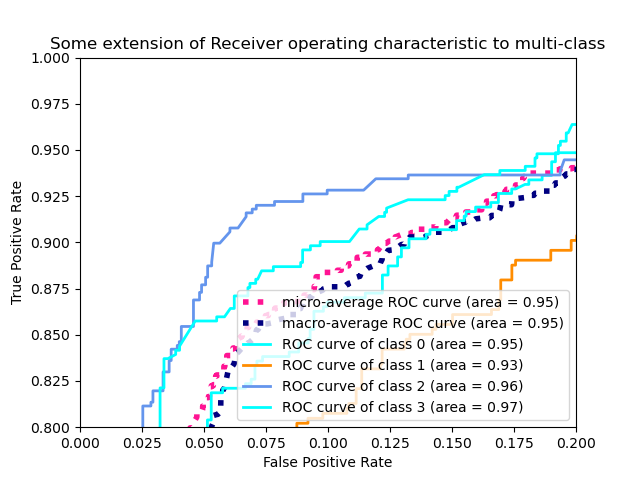 Some extension of Receiver operating characteristic to multi-class
1.000
0.975
0.950
0.925
0.900
0.875
0.850
0.825
0.800
True Positive Rate
micro-average ROC curve (area = 0.95)
macro-average ROC curve (area = 0.95)
ROC curve of class 0 (area = 0.95)
ROC curve of class 1 (area = 0.93)
ROC curve of class 2 (area = 0.96)
ROC curve of class 3 (area = 0.97)
0.000 0.025 0.050 0.075 0.100 0.125 0.150 0.175 0.200
False Positive Rate